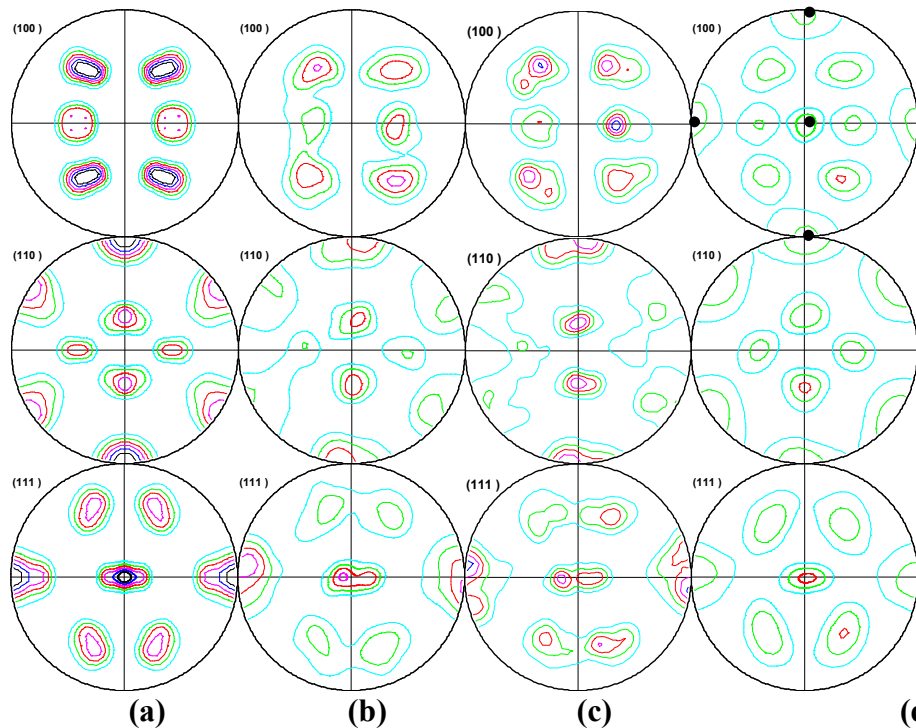 (100 ) (100 ) (100 ) (100 )
(110 ) (110 ) (110 ) (110 )
(111 ) (111 ) (111 ) (111 )
(a) (b) (c)